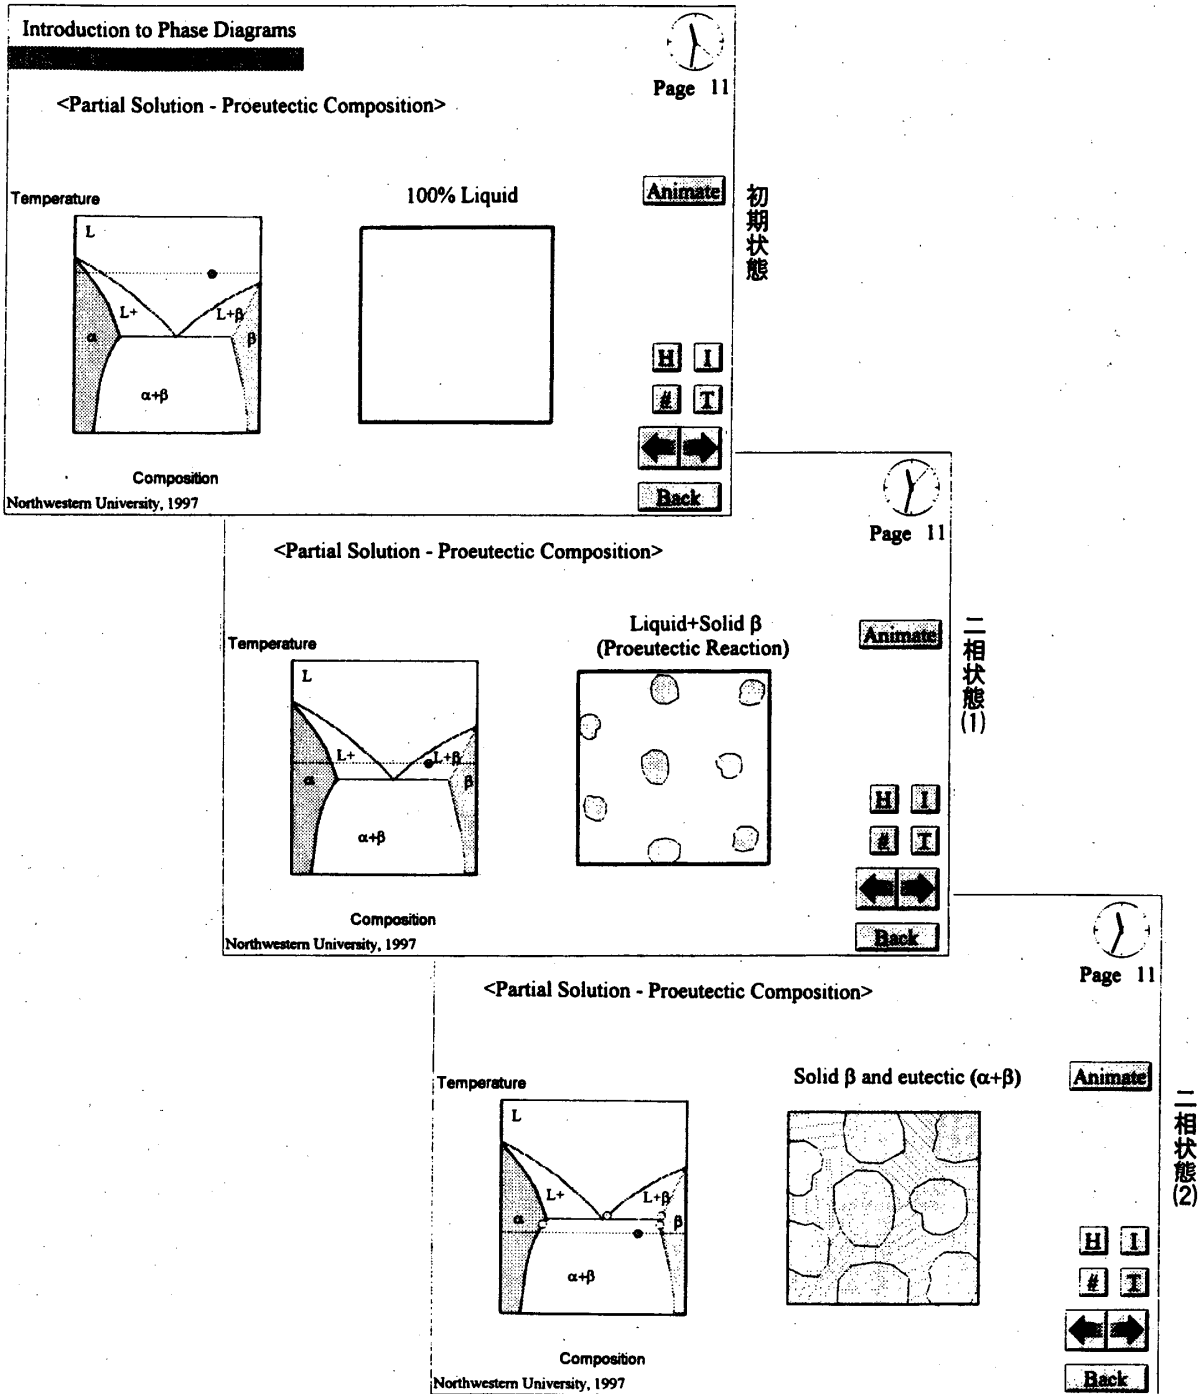 Introduction to Phase Diagrams
Page 11
<Partial Solution - Proeutectic Composition>
Temperature
100% Liquid
Animate
初期状態
L
L+
L+β
α
β
α+β
H I
# T
Composition
Back
Northwestern University, 1997
Page 11
<Partial Solution - Proeutectic Composition>
Temperature
Liquid+Solid β
(Proeutectic Reaction)
Animate
二相状態(1)
L
L+
L+β
α
β
α+β
H I
# T
Composition
Back
Northwestern University, 1997
Page 11
<Partial Solution - Proeutectic Composition>
Temperature
Solid β and eutectic (α+β)
Animate
二相状態(2)
L
L+
L+β
α
β
α+β
H I
# T
Composition
Back
Northwestern University, 1997